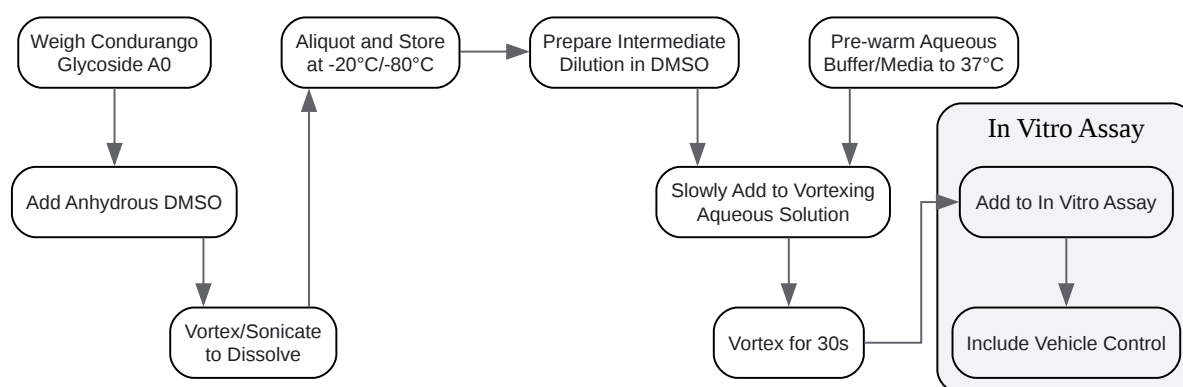 Weigh Condurango
Glycoside A0
Add Anhydrous DMSO
Vortex/Sonicate
to Dissolve
Aliquot and Store
at -20°C/-80°C
Prepare Intermediate
Dilution in DMSO
Pre-warm Aqueous
Buffer/Media to 37°C
Slowly Add to Vortexing
Aqueous Solution
Vortex for 30s
In Vitro Assay
Add to In Vitro Assay
Include Vehicle Control